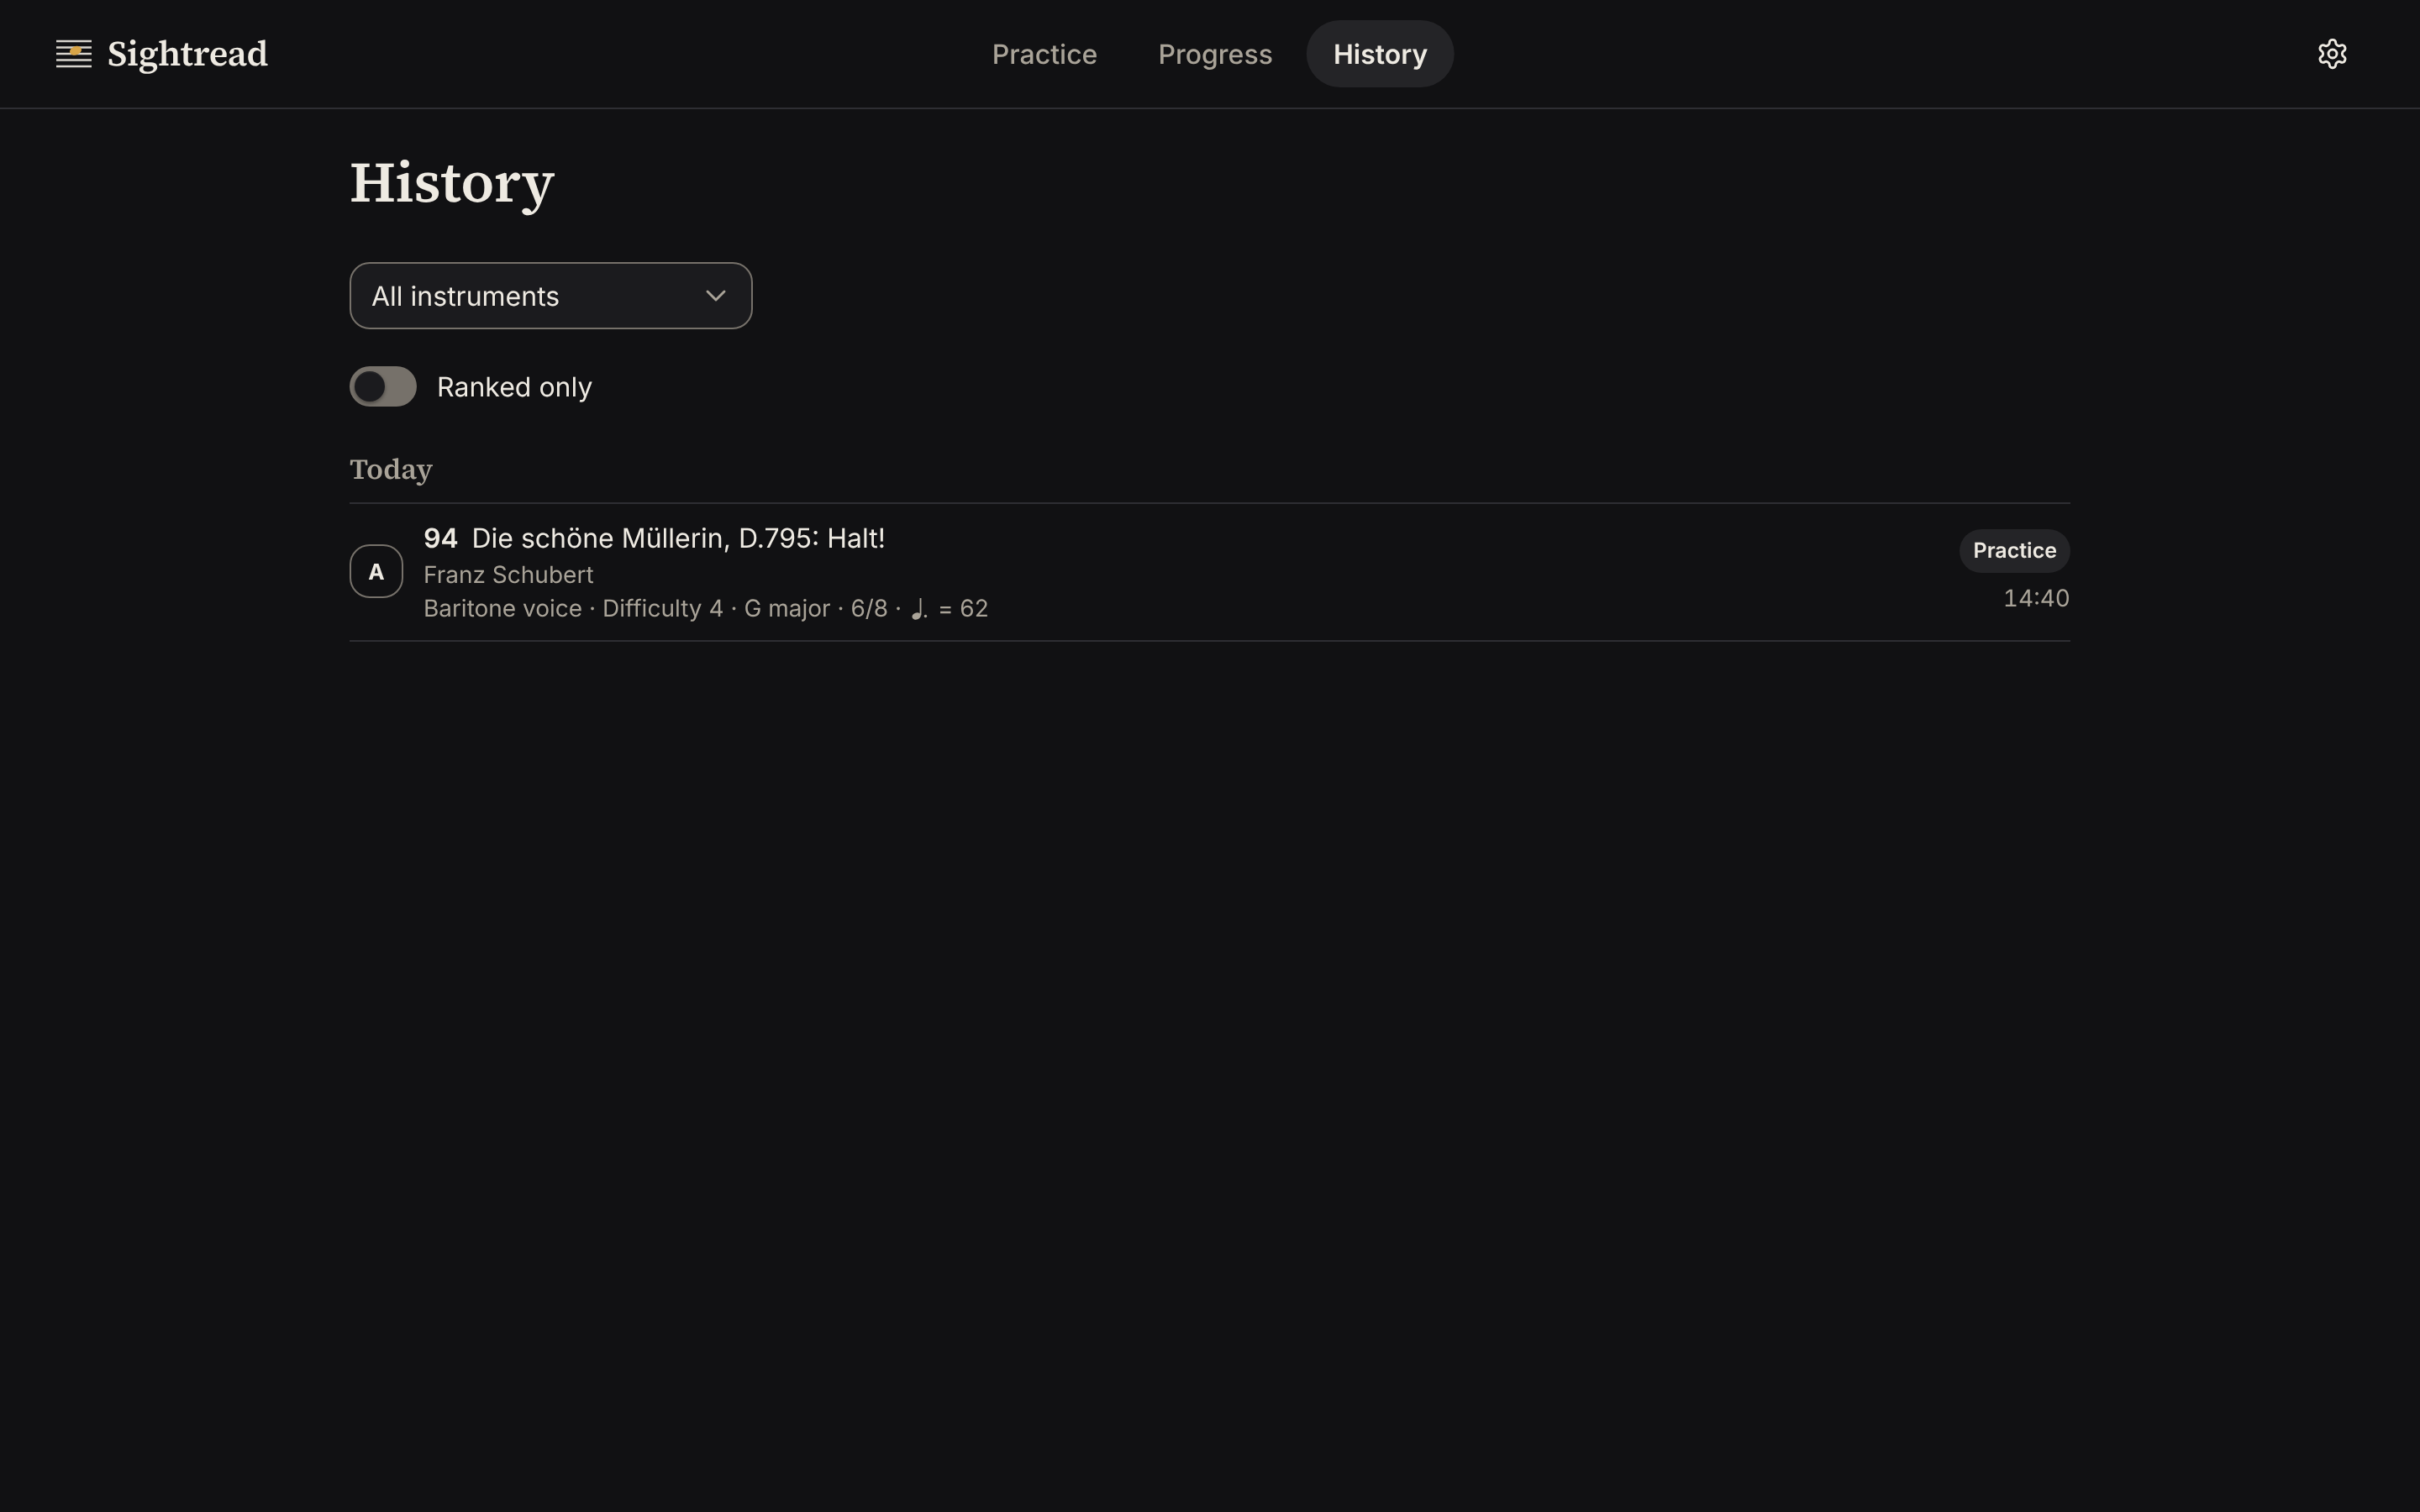 Sightread
Practice Progress History
History
All instruments
Ranked only
Today
A
94 Die schöne Müllerin, D.795: Halt!
Franz Schubert
Baritone voice · Difficulty 4 · G major · 6/8 · ♩. = 62
Practice
14:40